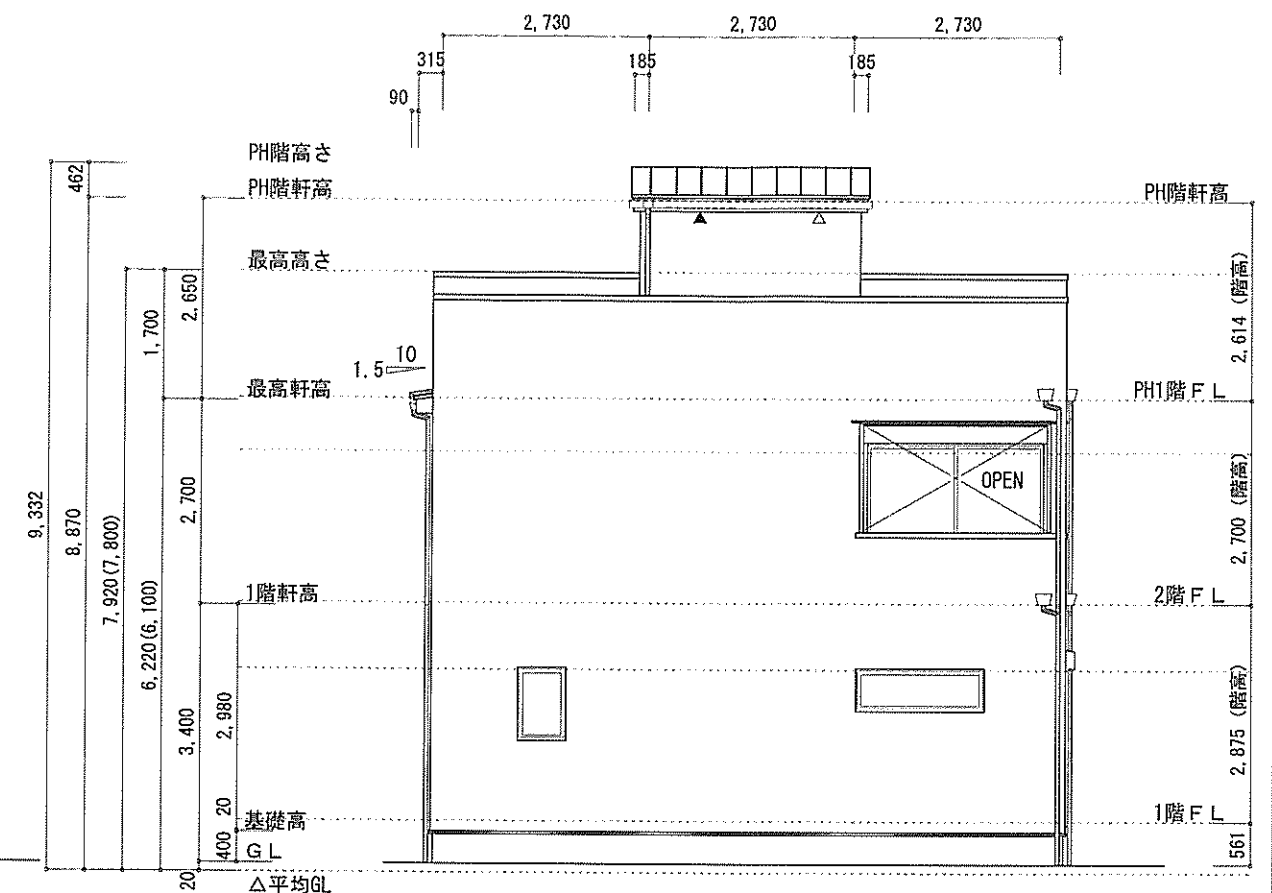 2,730
2,730
2,730
315
185
185
90
PH階高さ
462
PH階軒高
PH階軒高
最高高さ
2,650
1,700
2,614 (階高)
10
1.5
最高軒高
PH1階ＦＬ
OPEN
2,700
2,700 (階高)
9,332
8,870
7,920(7,800)
6,220(6,100)
1階軒高
2階ＦＬ
3,400
2,980
2,875 (階高)
20
基礎高
1階ＦＬ
400
ＧＬ
561
20
△平均GL